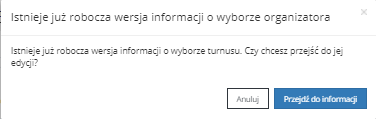 Istnieje już robocza wersja informacji o wyborze organizatora
×
Istnieje już robocza wersja informacji o wyborze turnusu. Czy chcesz przejść do jej
edycji?
Anuluj Przejdź do informacji